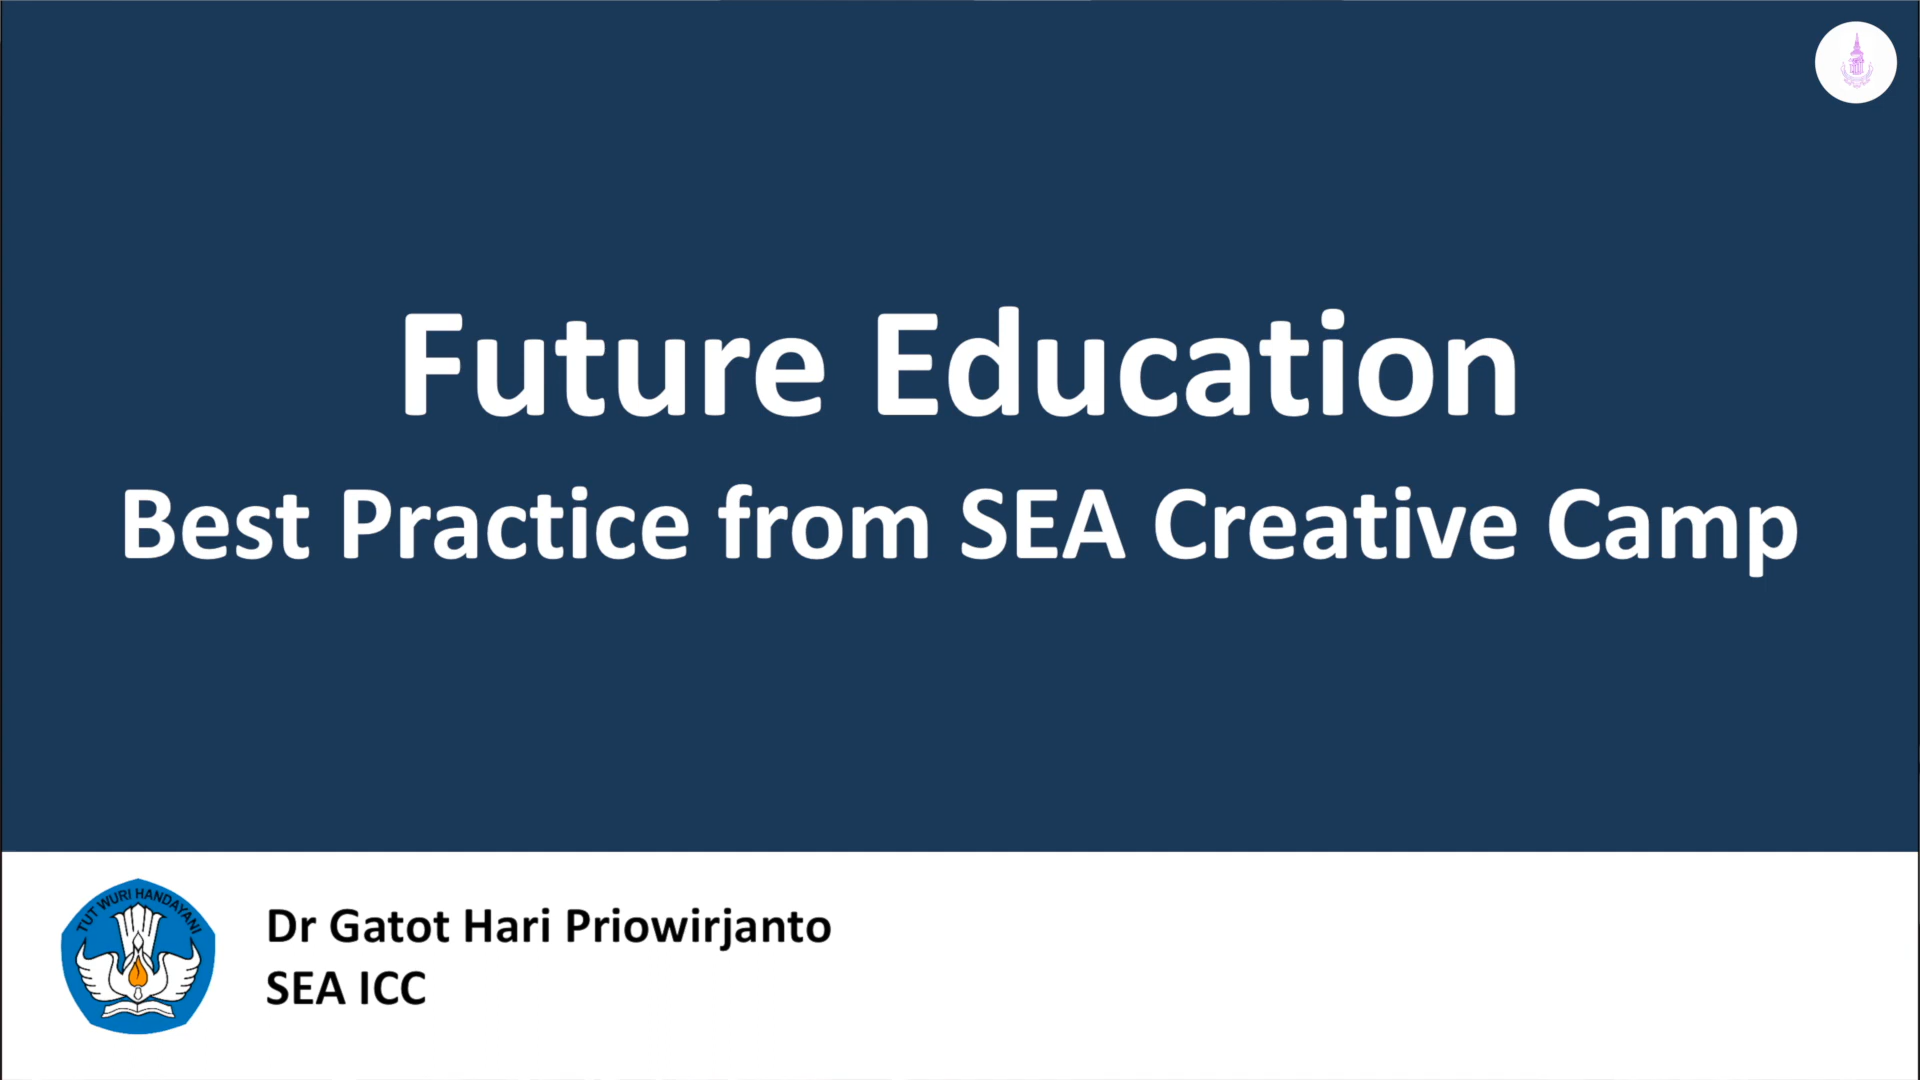 Future Education
Best Practice from SEA Creative Camp
TUT WURI HANDAYANI
Dr Gatot Hari Priowirjanto
SEA ICC